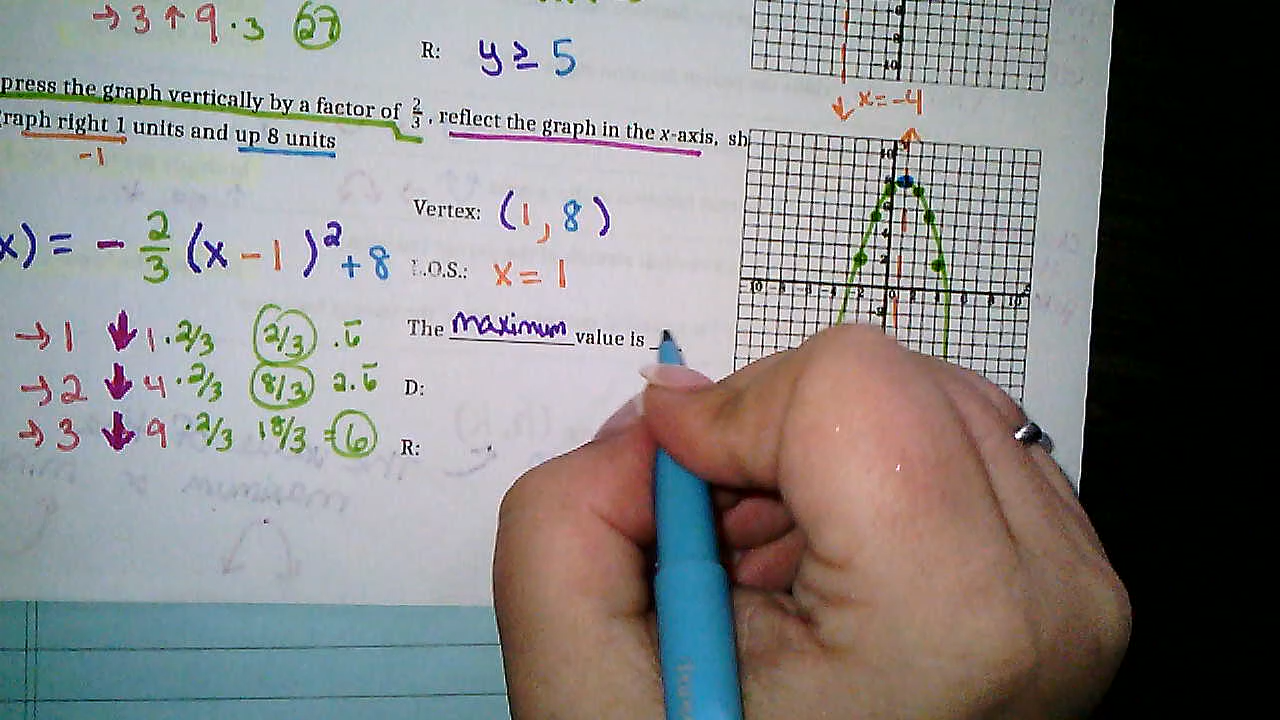 → 3 ↑ 9 · 3 27
R: y ≥ 5
x = -4
press the graph vertically by a factor of 2/3, reflect the graph in the x-axis, sh
raph right 1 units and up 8 units
-1
Vertex: (1, 8)
x) = - 2/3 (x - 1)² + 8
L.O.S.: x = 1
→ 1 ↓ 1 · 2/3 2/3 .6̅
The maximum value is
→ 2 ↓ 4 · 2/3 8/3 2.6̅
D:
→ 3 ↓ 9 · 2/3 18/3 = 6
R: